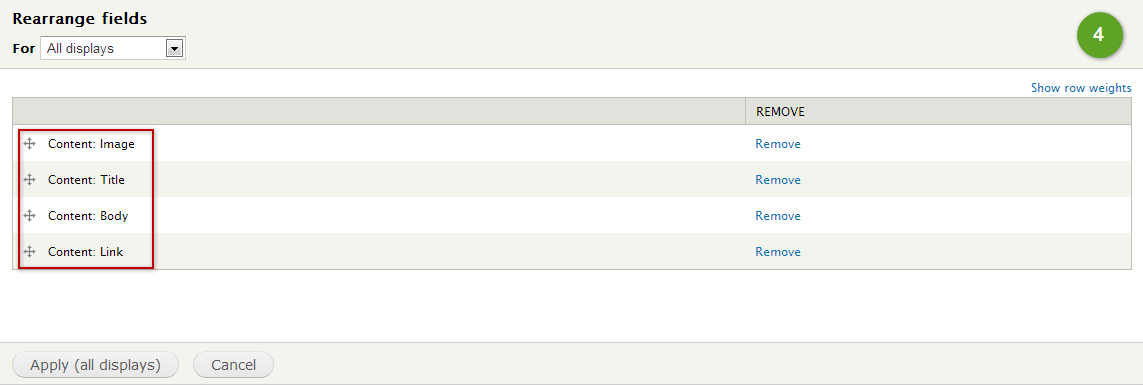 Rearrange fields
For All displays
4
Show row weights
REMOVE
Content: Image Remove
Content: Title Remove
Content: Body Remove
Content: Link Remove
Apply (all displays) Cancel